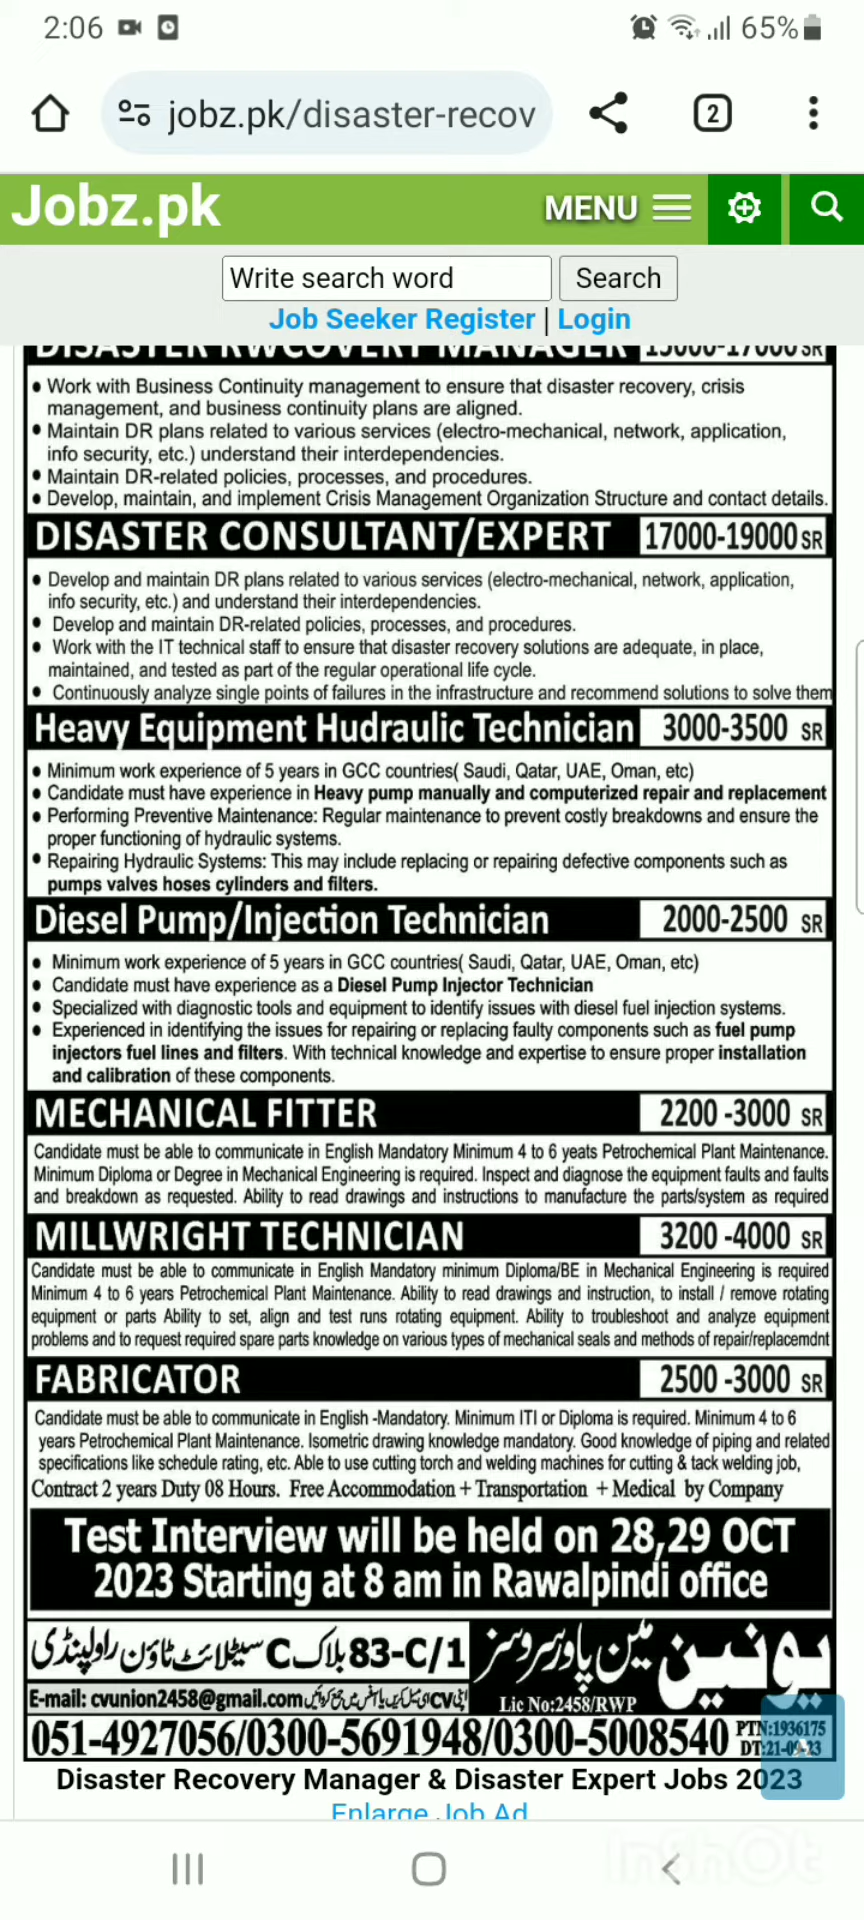 2:06
65%
jobz.pk/disaster-recov
2
Jobz.pk
MENU
Write search word
Search
Job Seeker Register | Login
DISASTER RWCOVERY MANAGER 15000-17000 SR
• Work with Business Continuity management to ensure that disaster recovery, crisis
management, and business continuity plans are aligned.
• Maintain DR plans related to various services (electro-mechanical, network, application,
info security, etc.) understand their interdependencies.
• Maintain DR-related policies, processes, and procedures.
• Develop, maintain, and implement Crisis Management Organization Structure and contact details.
DISASTER CONSULTANT/EXPERT 17000-19000 SR
• Develop and maintain DR plans related to various services (electro-mechanical, network, application,
info security, etc.) and understand their interdependencies.
• Develop and maintain DR-related policies, processes, and procedures.
• Work with the IT technical staff to ensure that disaster recovery solutions are adequate, in place,
maintained, and tested as part of the regular operational life cycle.
• Continuously analyze single points of failures in the infrastructure and recommend solutions to solve them
Heavy Equipment Hudraulic Technician 3000-3500 SR
• Minimum work experience of 5 years in GCC countries( Saudi, Qatar, UAE, Oman, etc)
• Candidate must have experience in Heavy pump manually and computerized repair and replacement
• Performing Preventive Maintenance: Regular maintenance to prevent costly breakdowns and ensure the
proper functioning of hydraulic systems.
• Repairing Hydraulic Systems: This may include replacing or repairing defective components such as
pumps valves hoses cylinders and filters.
Diesel Pump/Injection Technician 2000-2500 SR
• Minimum work experience of 5 years in GCC countries( Saudi, Qatar, UAE, Oman, etc)
• Candidate must have experience as a Diesel Pump Injector Technician
• Specialized with diagnostic tools and equipment to identify issues with diesel fuel injection systems.
• Experienced in identifying the issues for repairing or replacing faulty components such as fuel pump
injectors fuel lines and filters. With technical knowledge and expertise to ensure proper installation
and calibration of these components.
MECHANICAL FITTER 2200 -3000 SR
Candidate must be able to communicate in English Mandatory Minimum 4 to 6 yeats Petrochemical Plant Maintenance.
Minimum Diploma or Degree in Mechanical Engineering is required. Inspect and diagnose the equipment faults and faults
and breakdown as requested. Ability to read drawings and instructions to manufacture the parts/system as required
MILLWRIGHT TECHNICIAN 3200 -4000 SR
Candidate must be able to communicate in English Mandatory minimum Diploma/BE in Mechanical Engineering is required
Minimum 4 to 6 years Petrochemical Plant Maintenance. Ability to read drawings and instruction, to install / remove rotating
equipment or parts Ability to set, align and test runs rotating equipment. Ability to troubleshoot and analyze equipment
problems and to request required spare parts knowledge on various types of mechanical seals and methods of repair/replacemdnt
FABRICATOR 2500 -3000 SR
Candidate must be able to communicate in English -Mandatory. Minimum ITI or Diploma is required. Minimum 4 to 6
years Petrochemical Plant Maintenance. Isometric drawing knowledge mandatory. Good knowledge of piping and related
specifications like schedule rating, etc. Able to use cutting torch and welding machines for cutting & tack welding job,
Contract 2 years Duty 08 Hours. Free Accommodation + Transportation + Medical by Company
Test Interview will be held on 28,29 OCT
2023 Starting at 8 am in Rawalpindi office
یونین مین پاور سروسز
83-C/1 بلاک C سیٹلائٹ ٹاؤن راولپنڈی
Lic No:2458/RWP
E-mail: cvunion2458@gmail.com اپنی CV ای میل کریں یا آفس میں جمع کروائیں
051-4927056/0300-5691948/0300-5008540
PTN:1936175
DT:21-09-23
Disaster Recovery Manager & Disaster Expert Jobs 2023
Enlarge Job Ad
InShOt